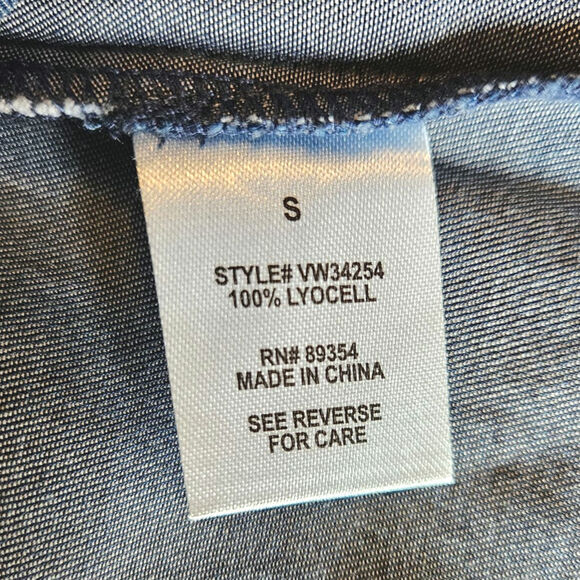 S
STYLE# VW34254
100% LYOCELL
RN# 89354
MADE IN CHINA
SEE REVERSE
FOR CARE